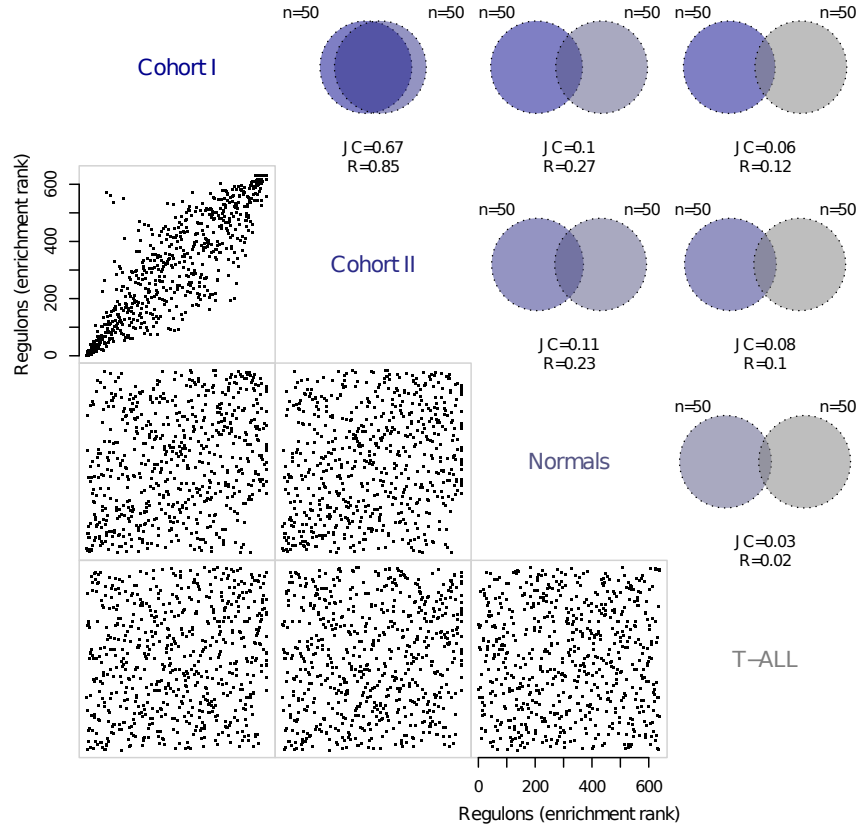 n=50 n=50 n=50 n=50 n=50 n=50
Cohort I
JC=0.67 JC=0.1 JC=0.06
R=0.85 R=0.27 R=0.12
Regulons (enrichment rank)
0 200 400 600
n=50 n=50 n=50 n=50
Cohort II
JC=0.11 JC=0.08
R=0.23 R=0.1
n=50 n=50
Normals
JC=0.03
R=0.02
T−ALL
0 200 400 600
Regulons (enrichment rank)